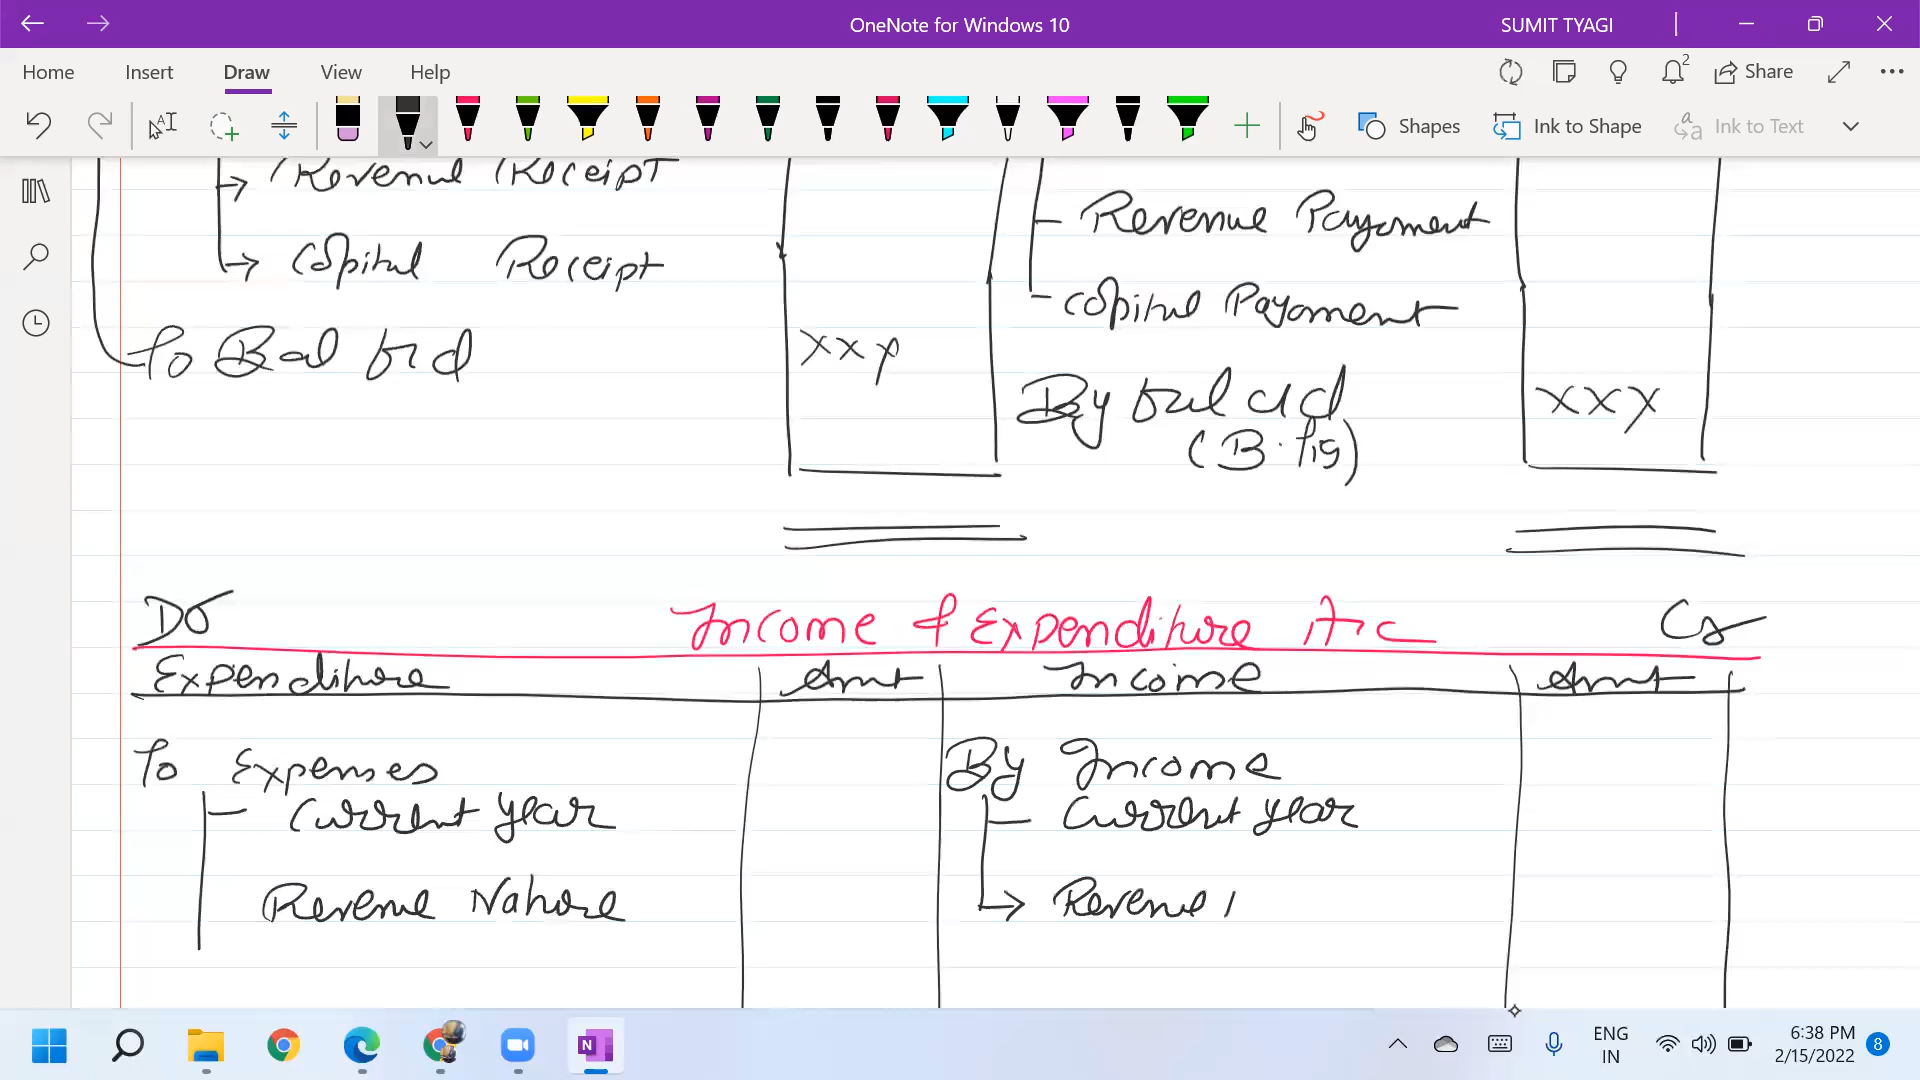 OneNote for Windows 10
SUMIT TYAGI
Home Insert Draw View Help
2
Share
Shapes
Ink to Shape
Ink to Text
Revenue Receipt
Capital Receipt
To Bal b/d
xxx
Revenue Payment
Capital Payment
By bal c/d
(B.fig)
xxx
Dr
Income & Expenditure A/c
Cr
Expenditure Amt Income Amt
To Expenses
Current year
Revenue Nature
By Income
Current year
Revenue
ENG
IN
6:38 PM
2/15/2022
8